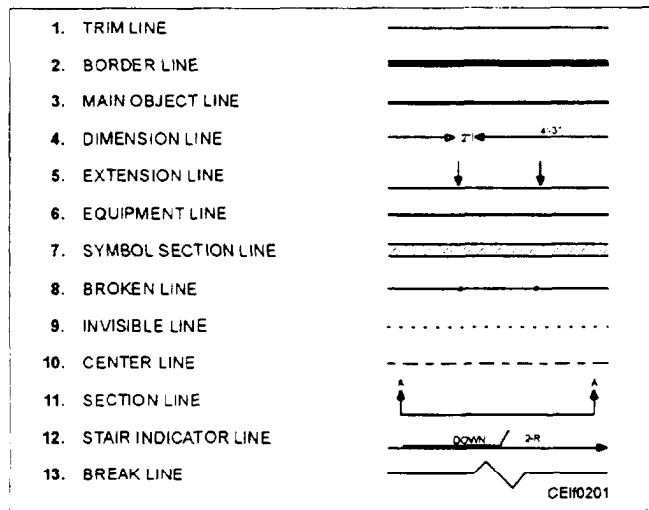 1. TRIM LINE
2. BORDER LINE
3. MAIN OBJECT LINE
4. DIMENSION LINE 2" 4'-3"
5. EXTENSION LINE
6. EQUIPMENT LINE
7. SYMBOL SECTION LINE
8. BROKEN LINE
9. INVISIBLE LINE
10. CENTER LINE
11. SECTION LINE A A
12. STAIR INDICATOR LINE DOWN 2-R
13. BREAK LINE
CEIf0201